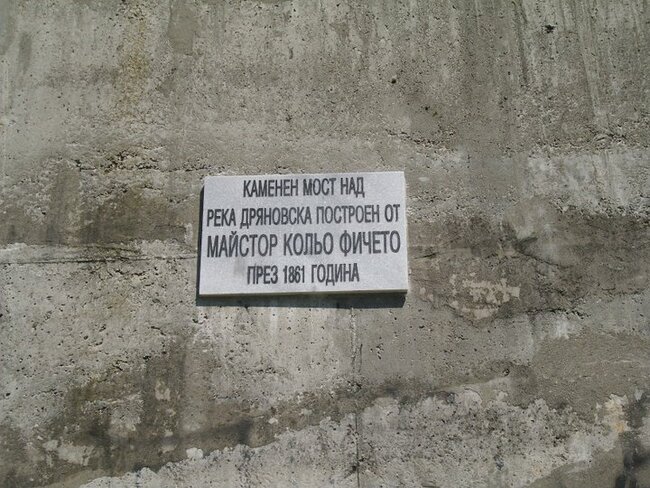 КАМЕНЕН МОСТ НАД
РЕКА ДРЯНОВСКА ПОСТРОЕН ОТ
МАЙСТОР КОЛЬО ФИЧЕТО
ПРЕЗ 1861 ГОДИНА